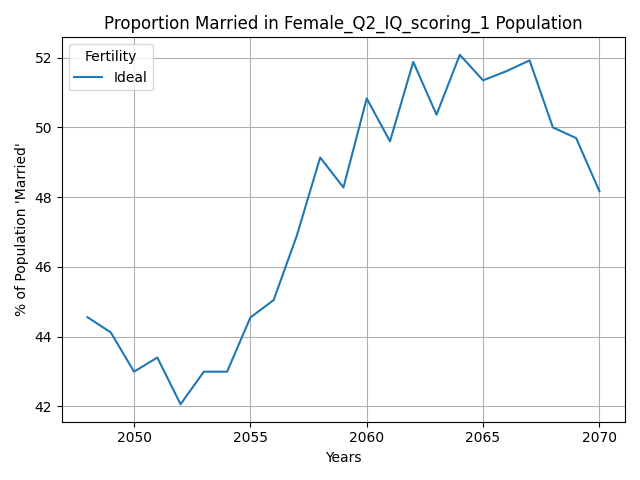 Proportion Married in Female_Q2_IQ_scoring_1 Population
Fertility
Ideal
% of Population 'Married'
52
50
48
46
44
42
2050
2055
2060
2065
2070
Years